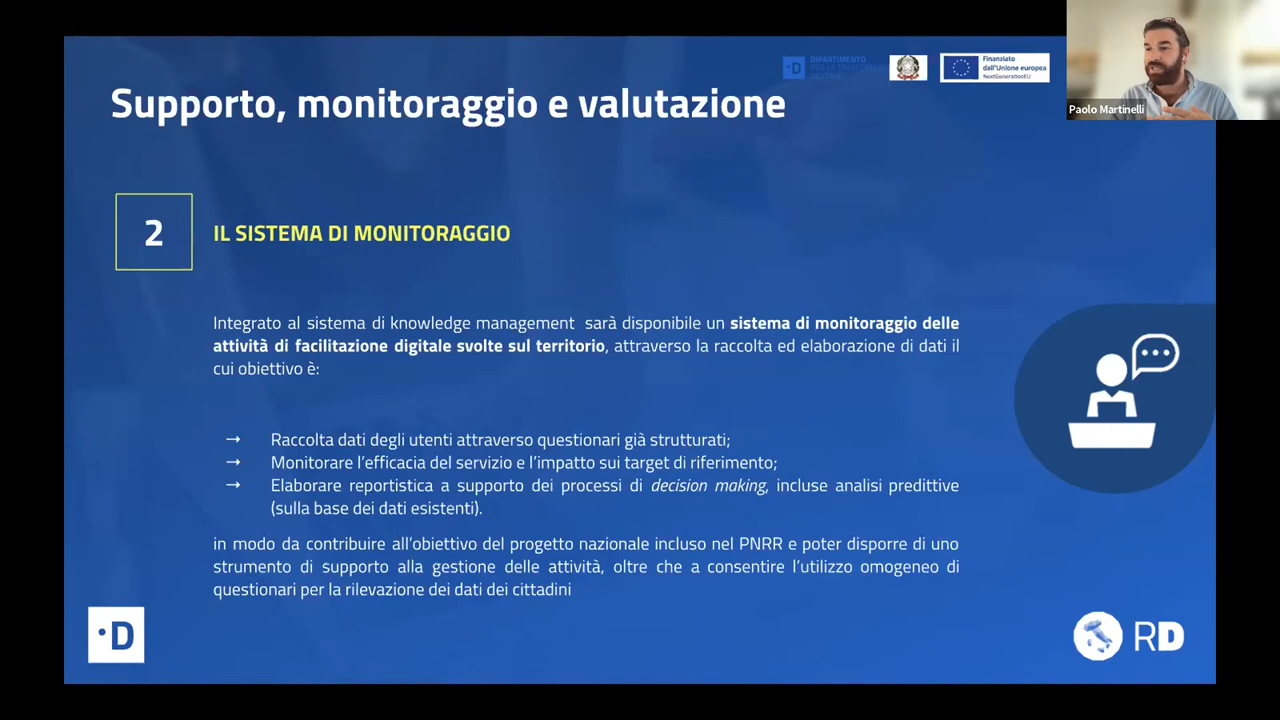 DIPARTIMENTO
PER LA TRASFORMAZIONE
DIGITALE
Finanziato
dall'Unione europea
NextGenerationEU
Paolo Martinelli
Supporto, monitoraggio e valutazione
2
IL SISTEMA DI MONITORAGGIO
Integrato al sistema di knowledge management sarà disponibile un sistema di monitoraggio delle
attività di facilitazione digitale svolte sul territorio, attraverso la raccolta ed elaborazione di dati il
cui obiettivo è:
→ Raccolta dati degli utenti attraverso questionari già strutturati;
→ Monitorare l'efficacia del servizio e l'impatto sui target di riferimento;
→ Elaborare reportistica a supporto dei processi di decision making, incluse analisi predittive
(sulla base dei dati esistenti).
in modo da contribuire all'obiettivo del progetto nazionale incluso nel PNRR e poter disporre di uno
strumento di supporto alla gestione delle attività, oltre che a consentire l'utilizzo omogeneo di
questionari per la rilevazione dei dati dei cittadini
D
RD